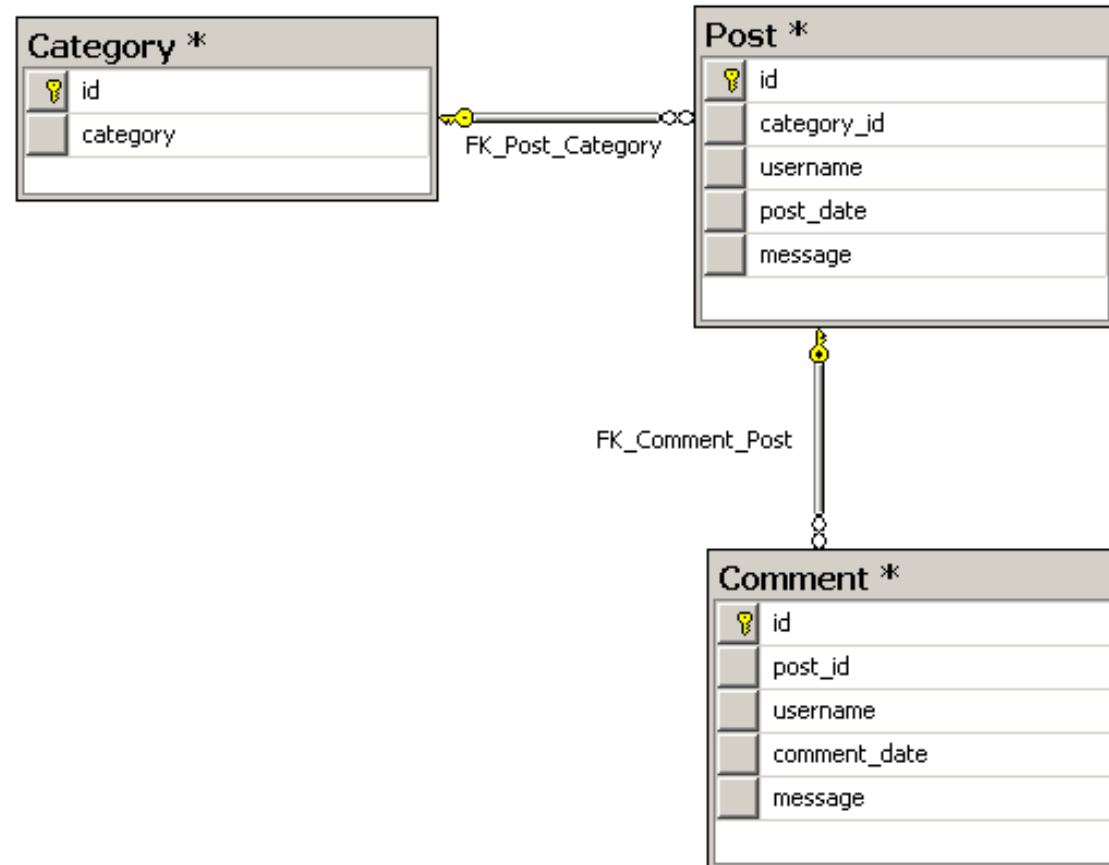 Category *
id
category
FK_Post_Category
Post *
id
category_id
username
post_date
message
FK_Comment_Post
Comment *
id
post_id
username
comment_date
message